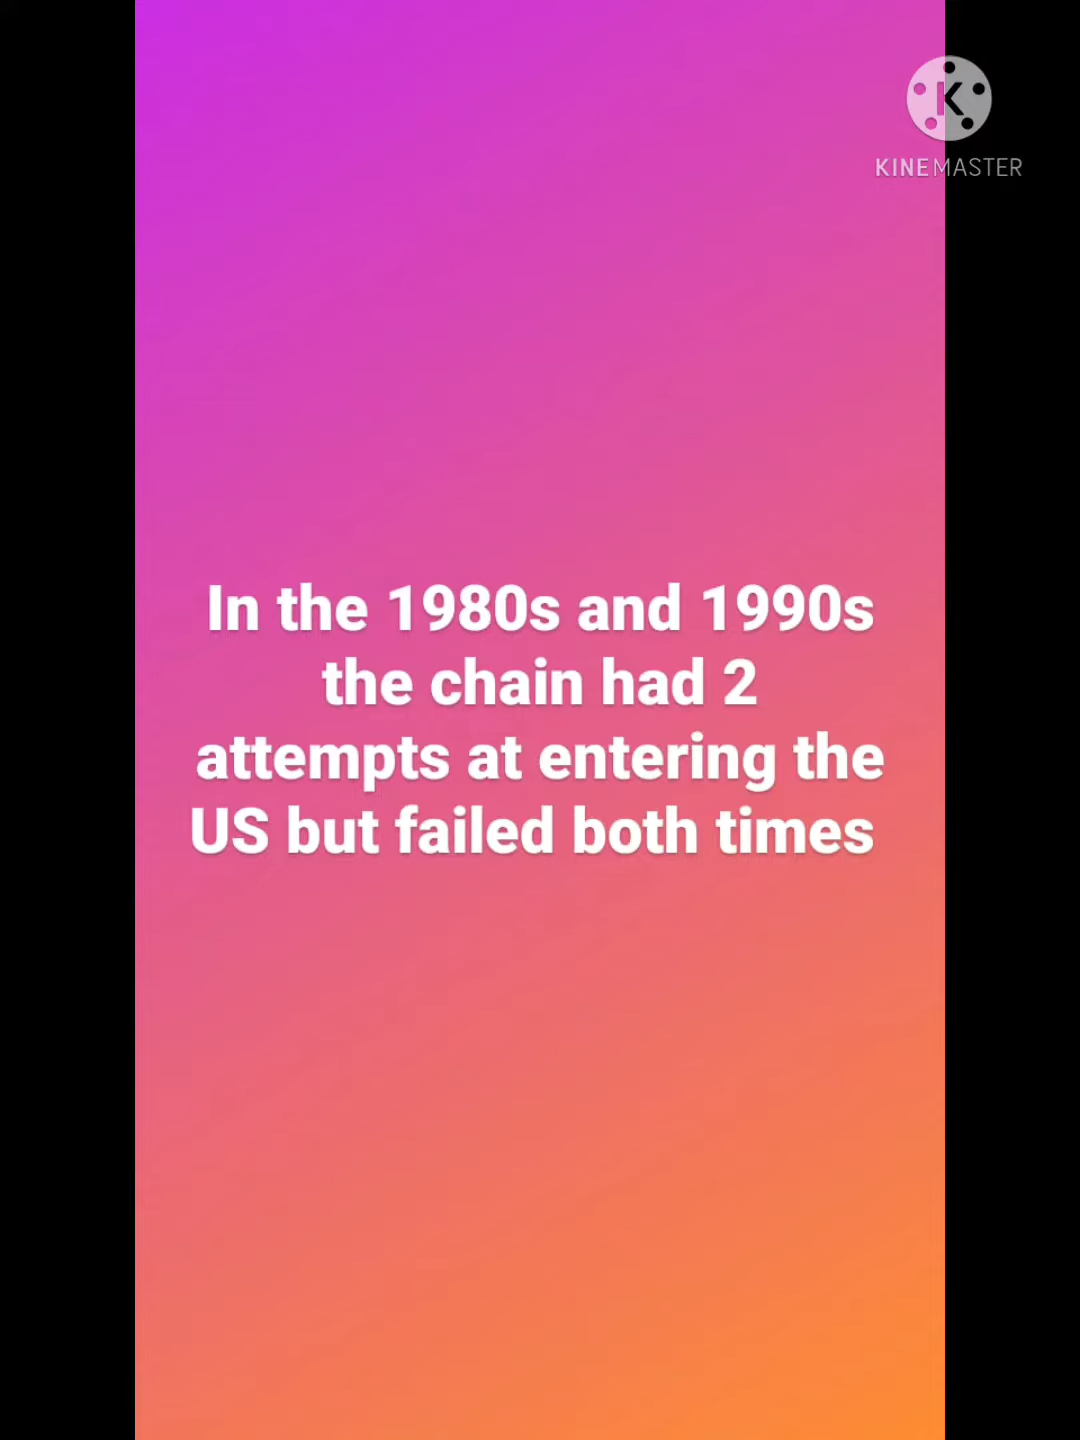 KINEMASTER
In the 1980s and 1990s
the chain had 2
attempts at entering the
US but failed both times